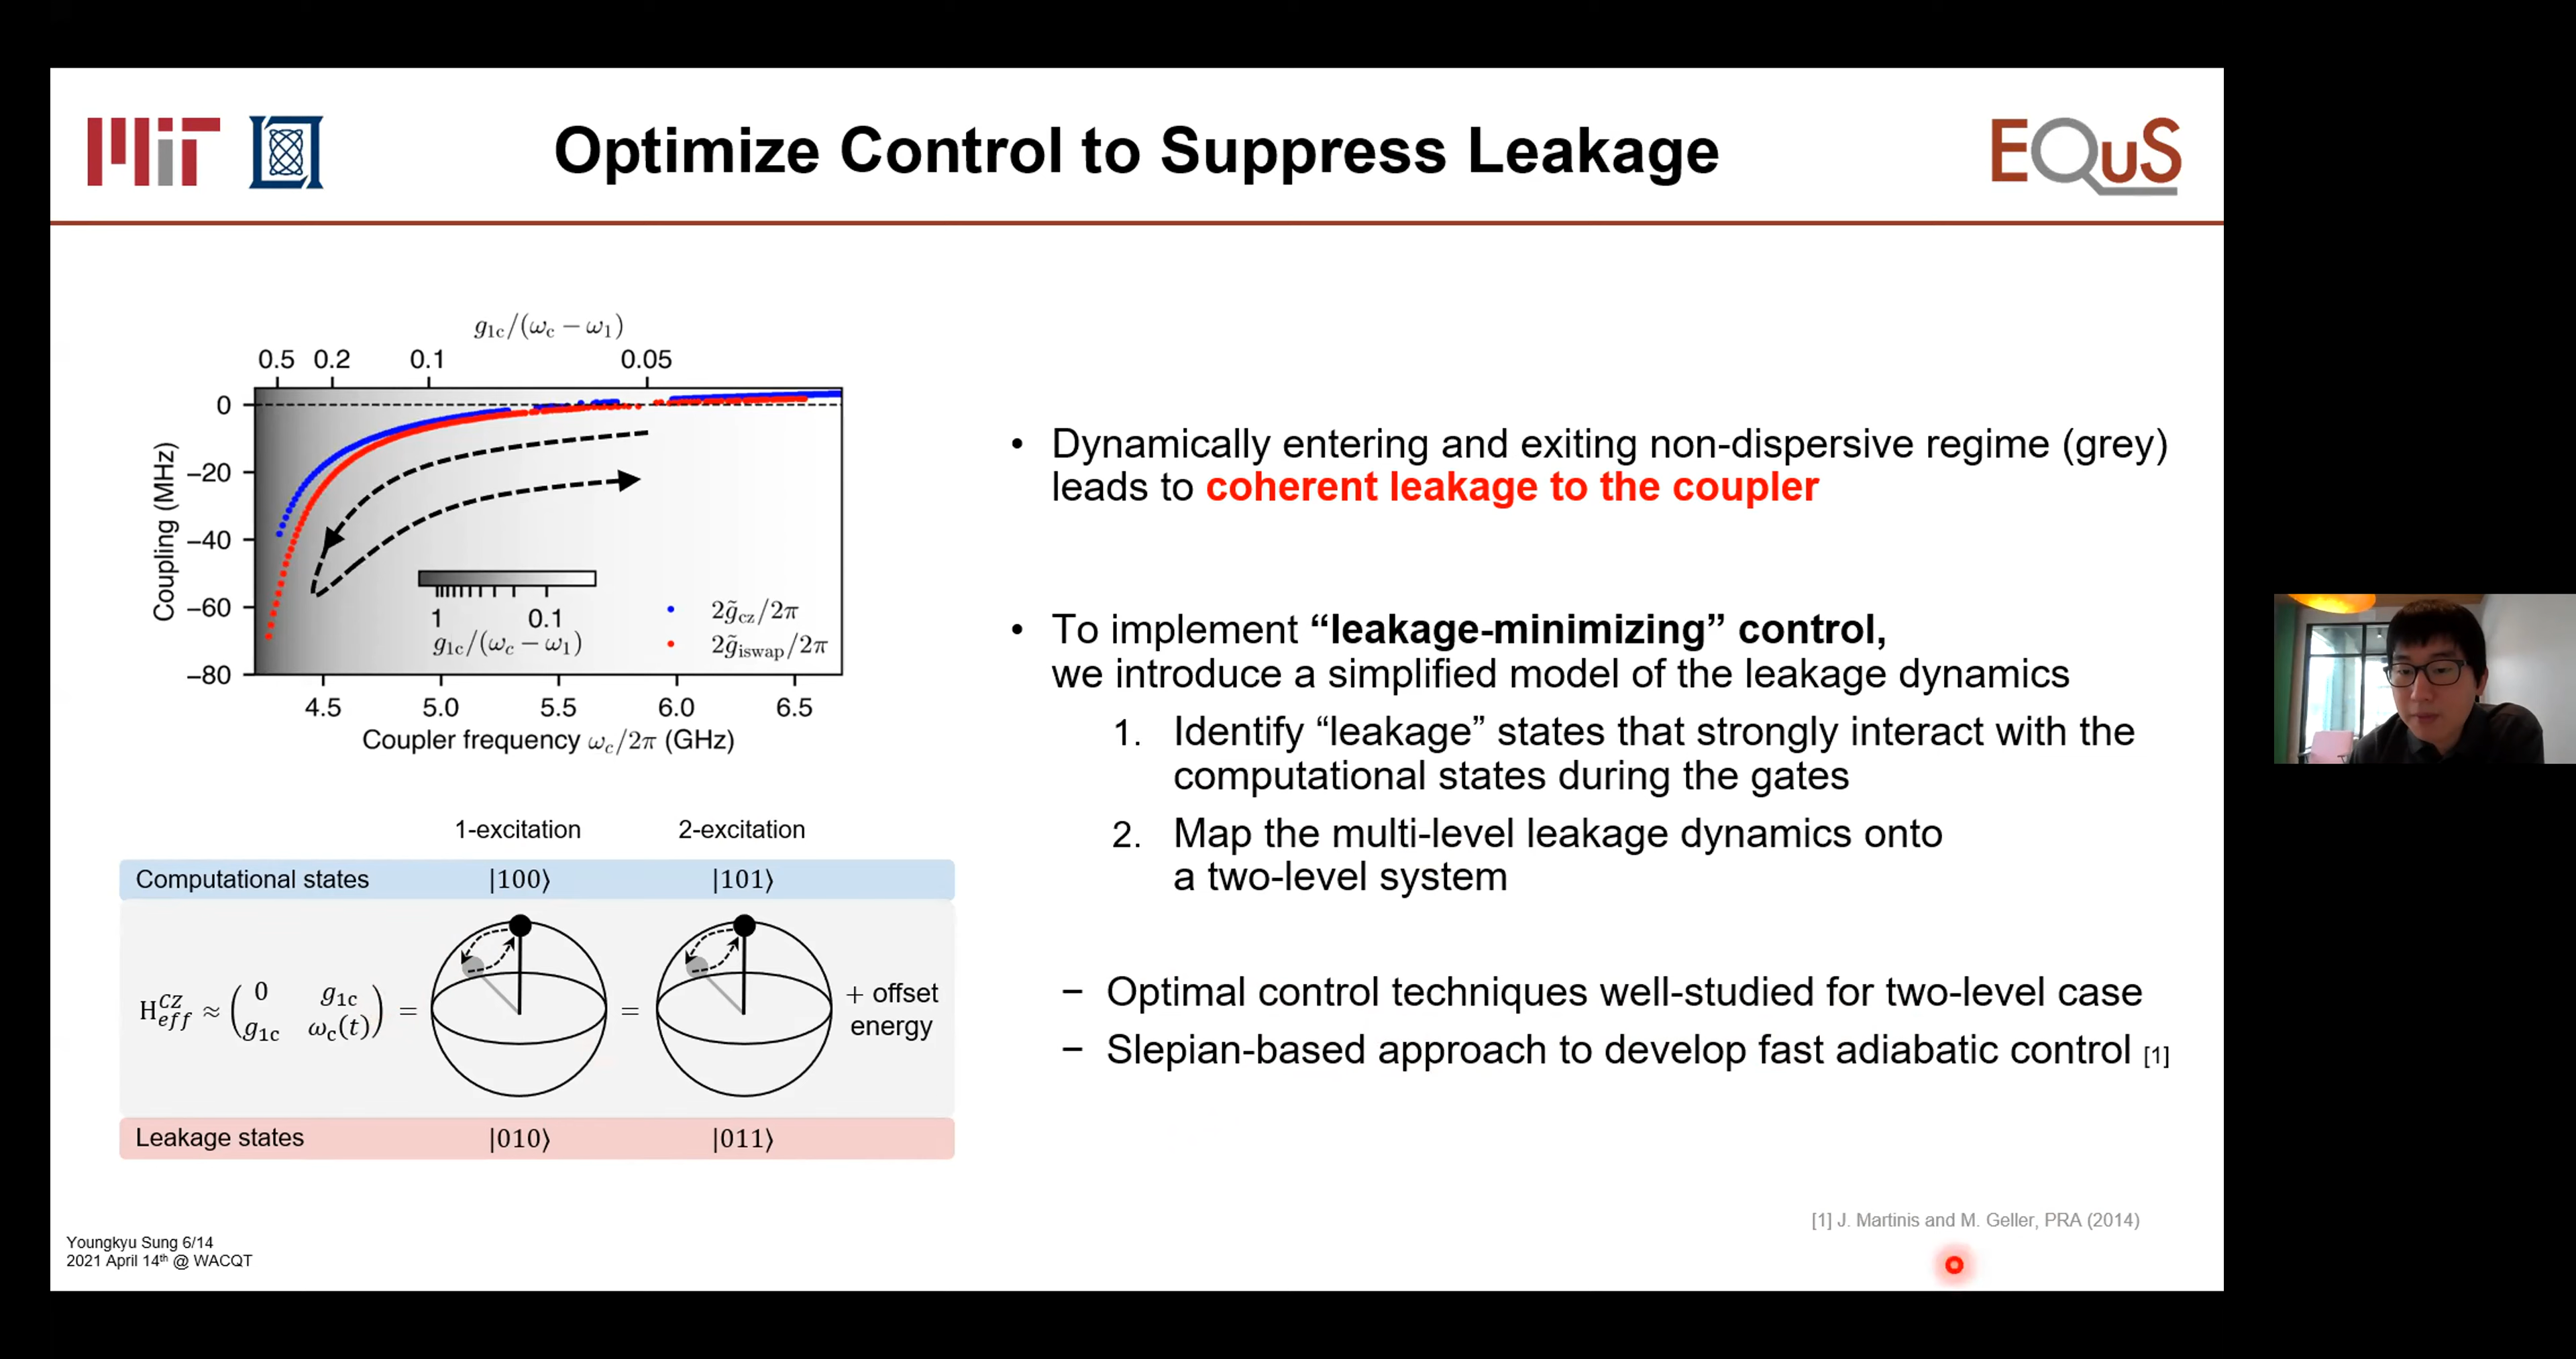 MIT
Optimize Control to Suppress Leakage
EQuS
g₁c/(ωc − ω₁)
0.5 0.2 0.1 0.05
0
−20
−40
−60
−80
Coupling (MHz)
1 0.1
g₁c/(ωc − ω₁)
2g̃cz/2π
2g̃iswap/2π
4.5 5.0 5.5 6.0 6.5
Coupler frequency ωc/2π (GHz)
1-excitation 2-excitation
Computational states |100⟩ |101⟩
H_eff^CZ ≈ ( 0 g₁c ; g₁c ωc(t) ) = = + offset
energy
Leakage states |010⟩ |011⟩
• Dynamically entering and exiting non-dispersive regime (grey)
leads to coherent leakage to the coupler
• To implement “leakage-minimizing” control,
we introduce a simplified model of the leakage dynamics
1. Identify “leakage” states that strongly interact with the
computational states during the gates
2. Map the multi-level leakage dynamics onto
a two-level system
− Optimal control techniques well-studied for two-level case
− Slepian-based approach to develop fast adiabatic control [1]
[1] J. Martinis and M. Geller, PRA (2014)
Youngkyu Sung 6/14
2021 April 14th @ WACQT